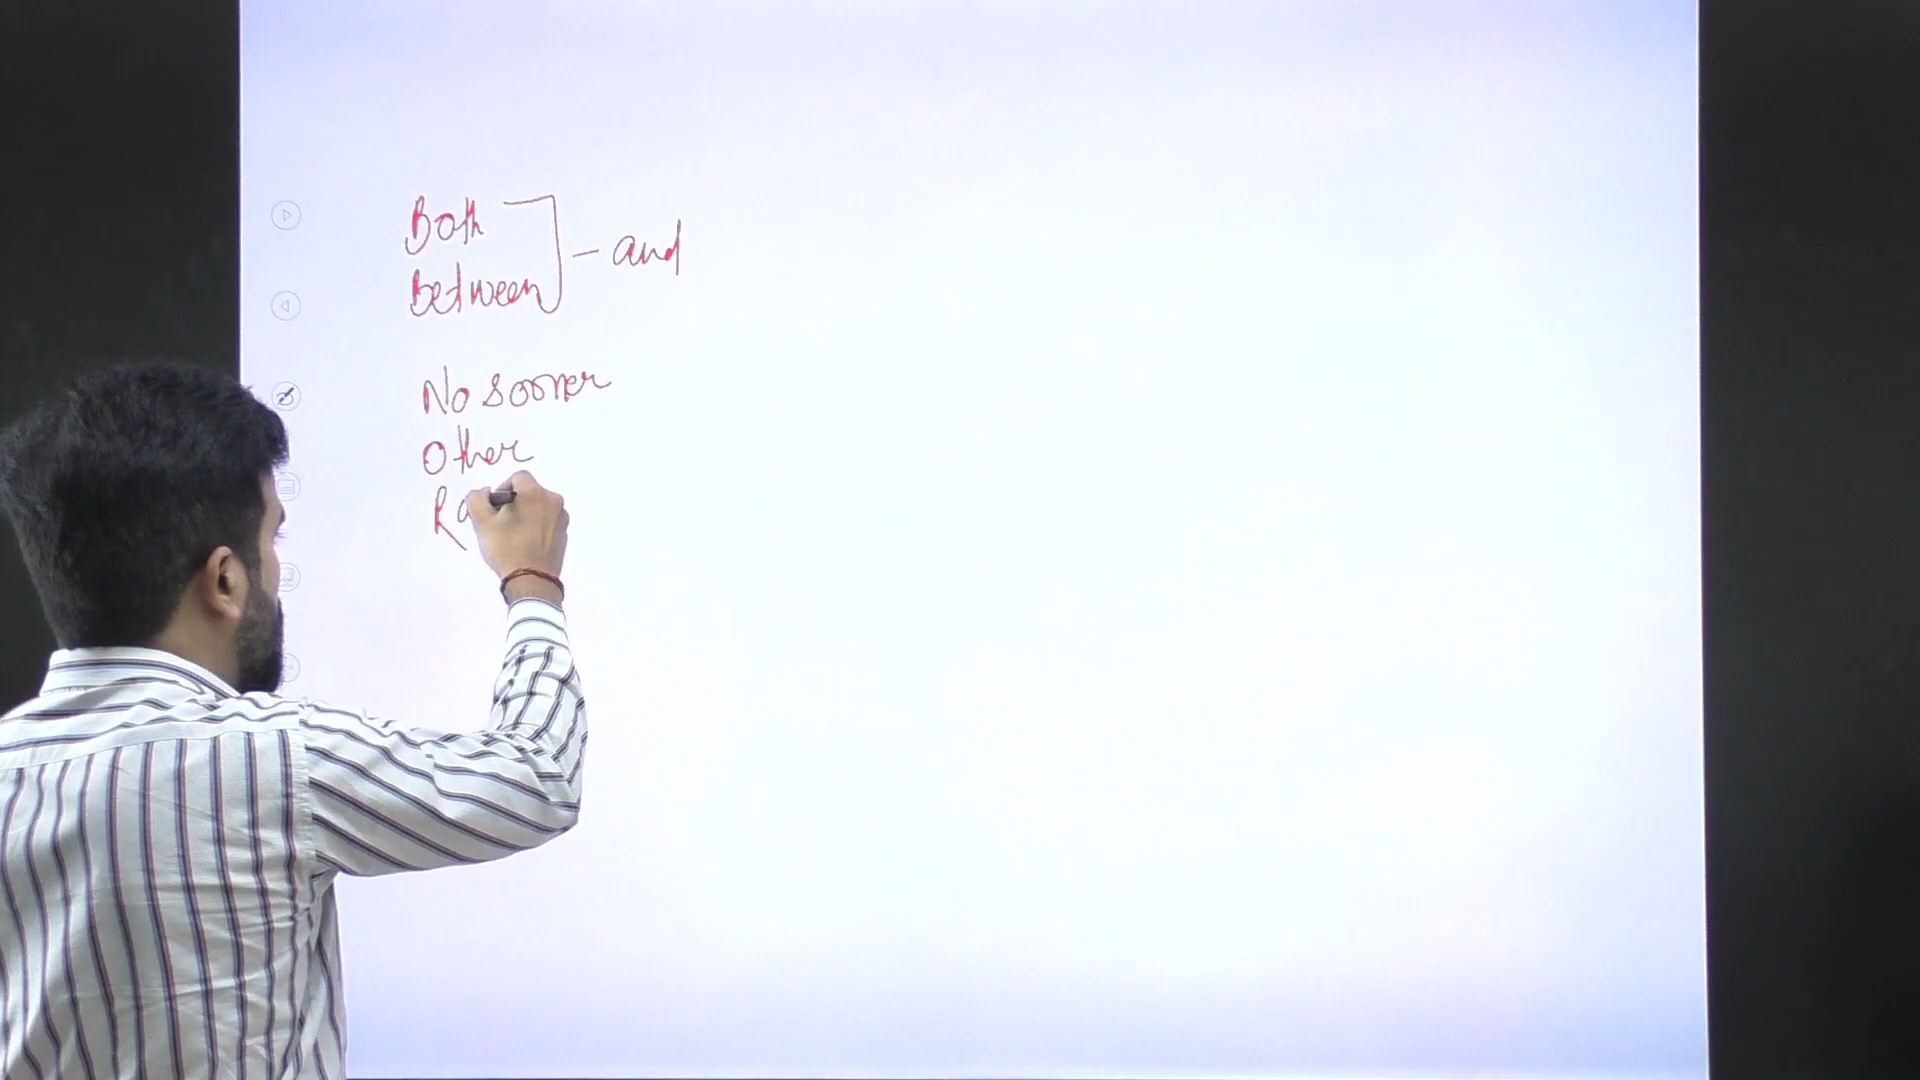 Both
Between
- and
No sooner
Other